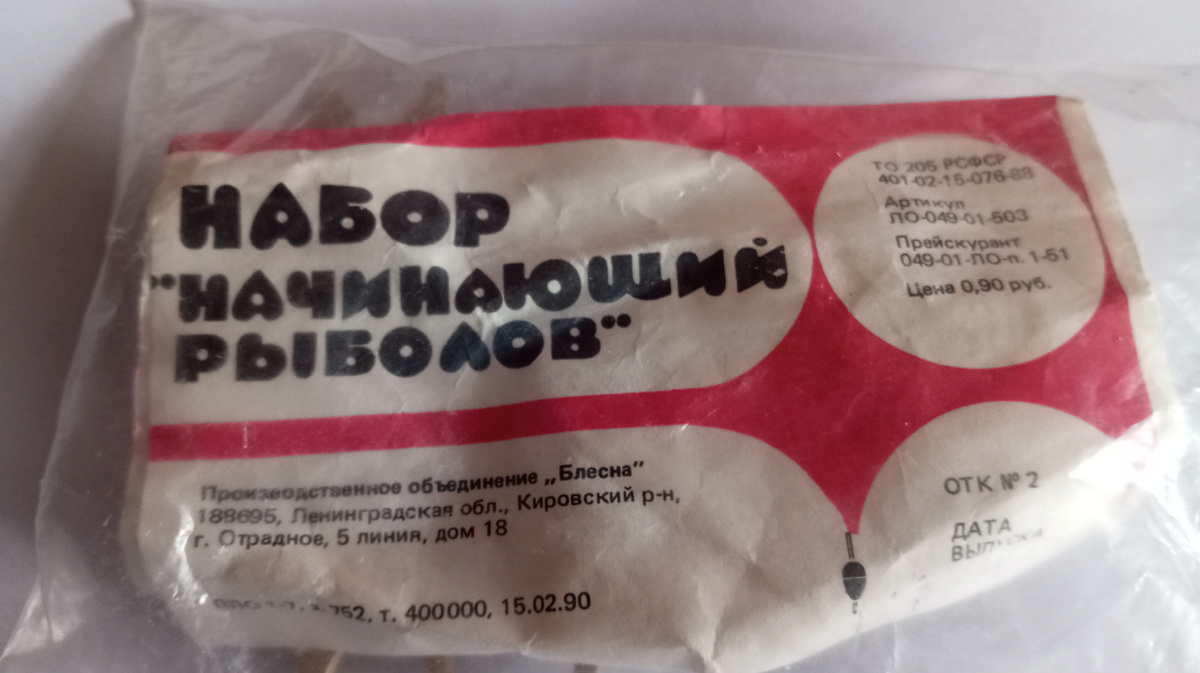 НАБОР
"НАЧИНАЮЩИЙ
РЫБОЛОВ"
ТО 205 РСФСР
401-02-15-076-88
Артикул
ЛО-049-01-503
Прейскурант
049-01-ЛО-п. 1-51
Цена 0,90 руб.
Производственное объединение „Блесна"
188695, Ленинградская обл., Кировский р-н,
г. Отрадное, 5 линия, дом 18
т. 400000, 15.02.90
ОТК № 2
ДАТА
ВЫПУСКА